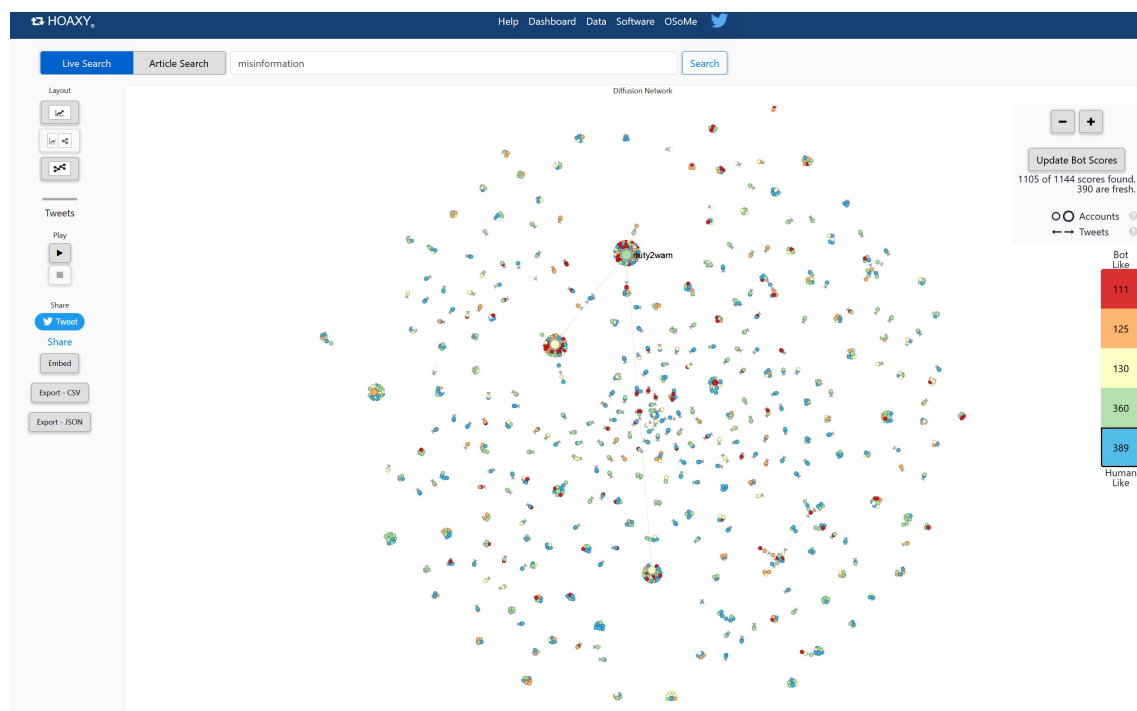 HOAXY®
Help Dashboard Data Software OSoMe
Live Search Article Search misinformation Search
Layout
Diffusion Network
Update Bot Scores
1105 of 1144 scores found.
390 are fresh.
Accounts
Tweets
Tweets
Play
duty2warn
Bot
Like
111
125
130
360
389
Human
Like
Share
Tweet
Share
Embed
Export - CSV
Export - JSON